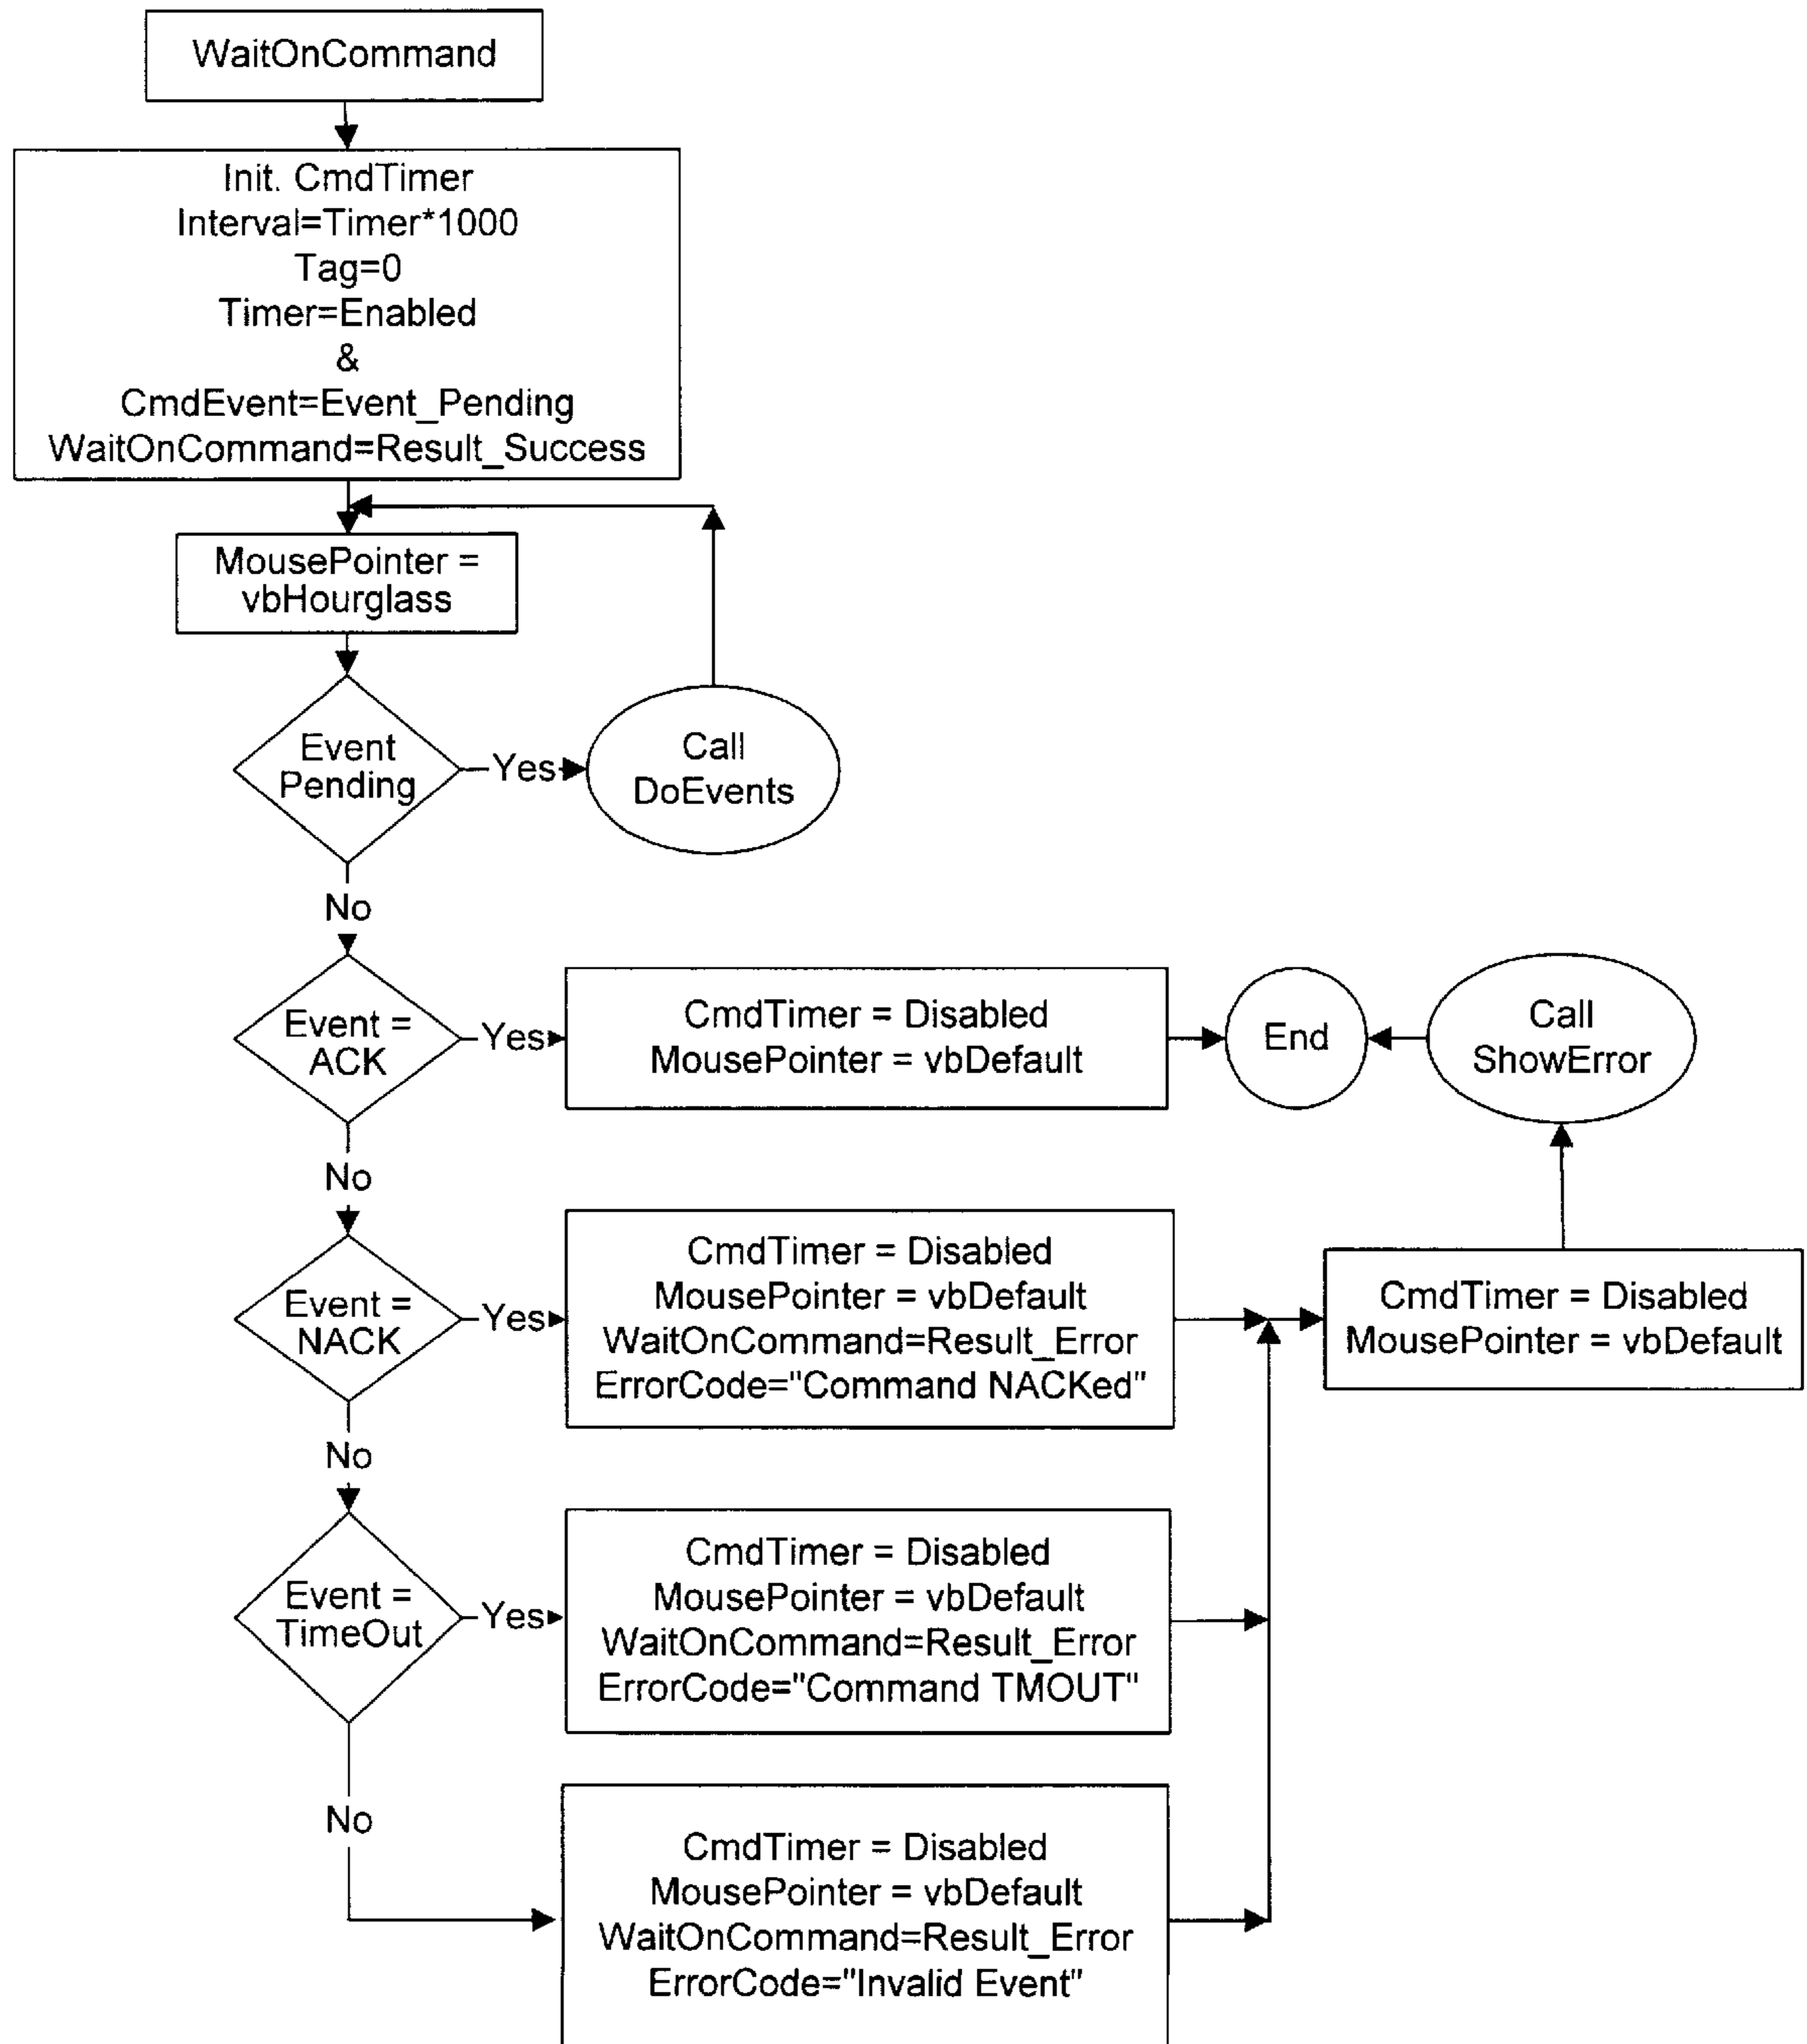 WaitOnCommand
Init. CmdTimer
Interval=Timer*1000
Tag=0
Timer=Enabled
&
CmdEvent=Event_Pending
WaitOnCommand=Result_Success
MousePointer =
vbHourglass
Event
Pending
Yes
Call
DoEvents
No
Event =
ACK
Yes
CmdTimer = Disabled
MousePointer = vbDefault
End
Call
ShowError
No
Event =
NACK
Yes
CmdTimer = Disabled
MousePointer = vbDefault
WaitOnCommand=Result_Error
ErrorCode="Command NACKed"
CmdTimer = Disabled
MousePointer = vbDefault
No
Event =
TimeOut
Yes
CmdTimer = Disabled
MousePointer = vbDefault
WaitOnCommand=Result_Error
ErrorCode="Command TMOUT"
No
CmdTimer = Disabled
MousePointer = vbDefault
WaitOnCommand=Result_Error
ErrorCode="Invalid Event"